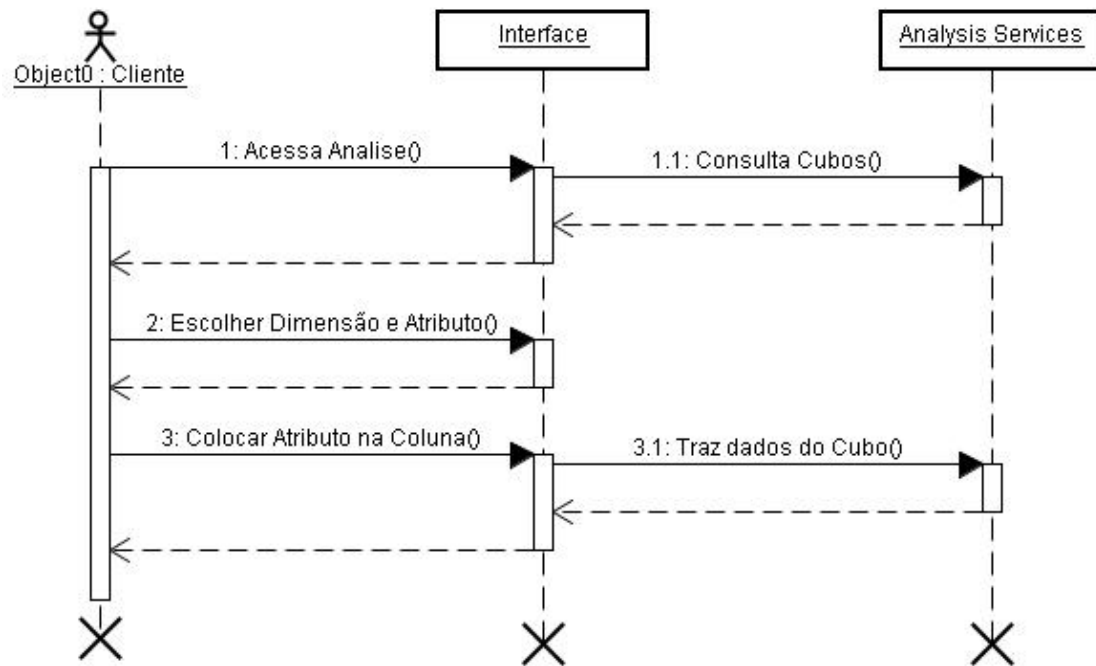 Object0 : Cliente
Interface
Analysis Services
1: Acessa Analise()
1.1: Consulta Cubos()
2: Escolher Dimensão e Atributo()
3: Colocar Atributo na Coluna()
3.1: Traz dados do Cubo()